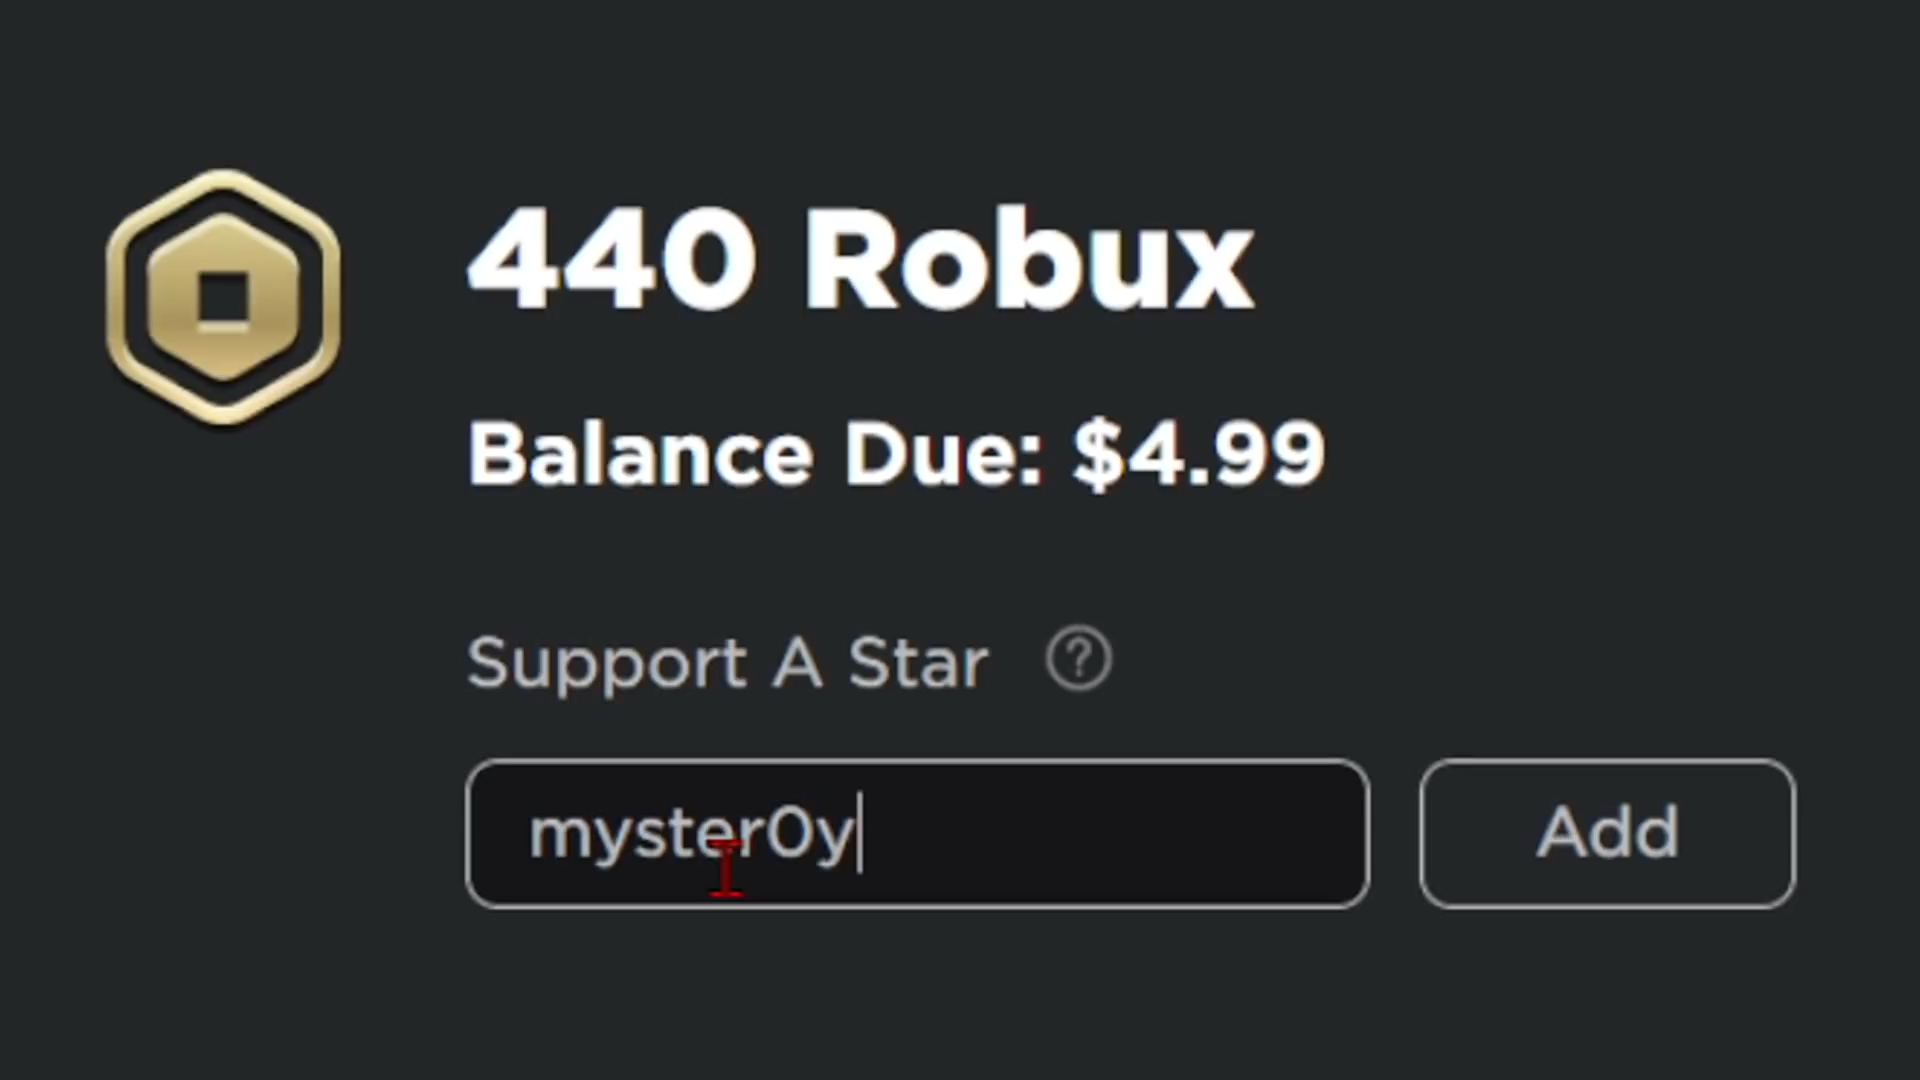 440 Robux
Balance Due: $4.99
Support A Star ?
myster0y
Add